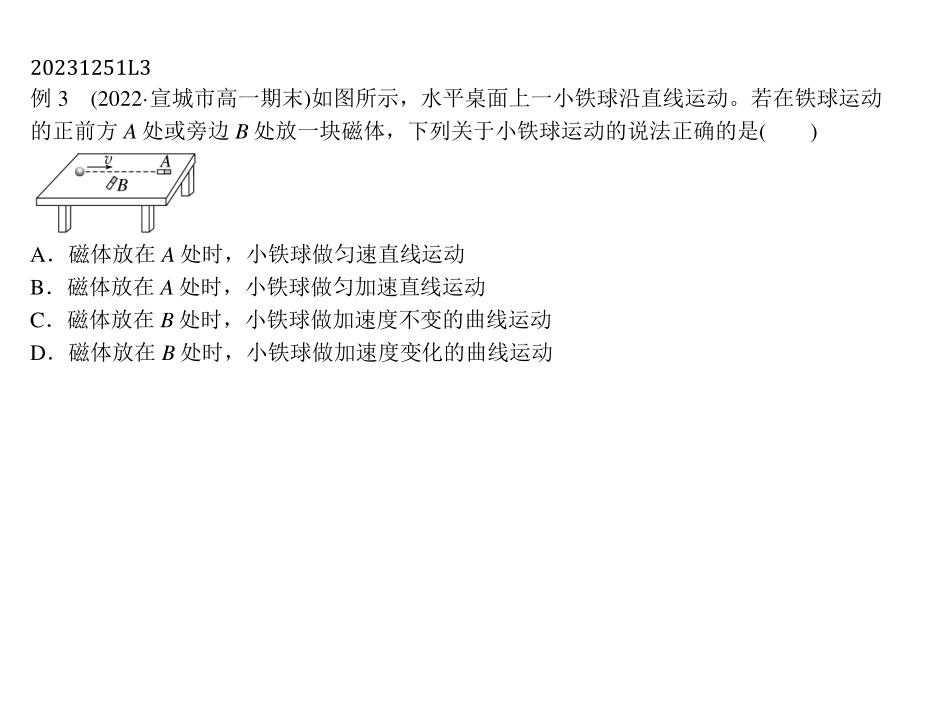 20231251L3
例 3　(2022·宣城市高一期末)如图所示，水平桌面上一小铁球沿直线运动。若在铁球运动
的正前方 A 处或旁边 B 处放一块磁体，下列关于小铁球运动的说法正确的是(　　)
v
A
B
A．磁体放在 A 处时，小铁球做匀速直线运动
B．磁体放在 A 处时，小铁球做匀加速直线运动
C．磁体放在 B 处时，小铁球做加速度不变的曲线运动
D．磁体放在 B 处时，小铁球做加速度变化的曲线运动